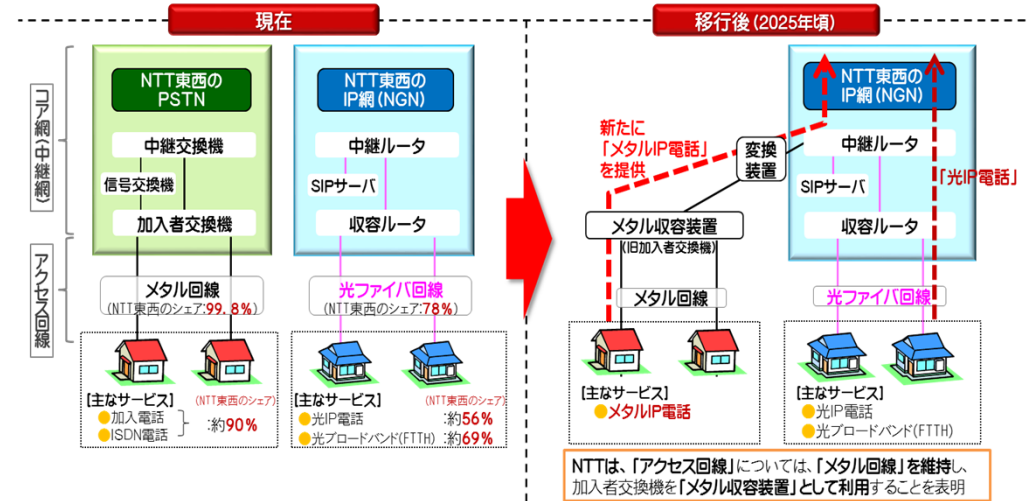 現在
コア網(中継網)
アクセス回線
NTT東西の
PSTN
中継交換機
信号交換機
加入者交換機
NTT東西の
IP網(NGN)
中継ルータ
SIPサーバ
収容ルータ
メタル回線
(NTT東西のシェア:99.8%)
光ファイバ回線
(NTT東西のシェア:78%)
[主なサービス]
(NTT東西のシェア)
●加入電話
●ISDN電話
:約90%
[主なサービス]
(NTT東西のシェア)
●光IP電話 :約56%
●光ブロードバンド(FTTH) :約69%
移行後(2025年頃)
新たに
「メタルIP電話」
を提供
変換
装置
メタル収容装置
(旧加入者交換機)
メタル回線
NTT東西の
IP網(NGN)
中継ルータ
SIPサーバ
収容ルータ
「光IP電話」
光ファイバ回線
[主なサービス]
●メタルIP電話
[主なサービス]
●光IP電話
●光ブロードバンド(FTTH)
NTTは、「アクセス回線」については、「メタル回線」を維持し、
加入者交換機を「メタル収容装置」として利用することを表明